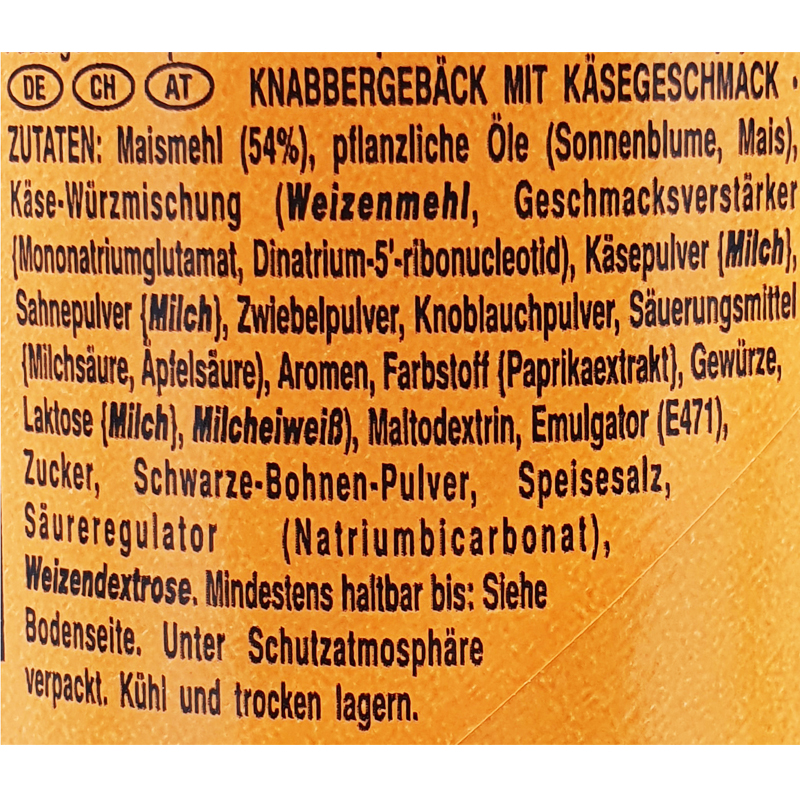 DE CH AT KNABBERGEBÄCK MIT KÄSEGESCHMACK ·
ZUTATEN: Maismehl (54%), pflanzliche Öle (Sonnenblume, Mais),
Käse-Würzmischung (Weizenmehl, Geschmacksverstärker
{Mononatriumglutamat, Dinatrium-5'-ribonucleotid}, Käsepulver {Milch},
Sahnepulver {Milch}, Zwiebelpulver, Knoblauchpulver, Säuerungsmittel
{Milchsäure, Äpfelsäure}, Aromen, Farbstoff {Paprikaextrakt}, Gewürze,
Laktose {Milch}, Milcheiweiß), Maltodextrin, Emulgator (E471),
Zucker, Schwarze-Bohnen-Pulver, Speisesalz,
Säureregulator (Natriumbicarbonat),
Weizendextrose. Mindestens haltbar bis: Siehe
Bodenseite. Unter Schutzatmosphäre
verpackt. Kühl und trocken lagern.